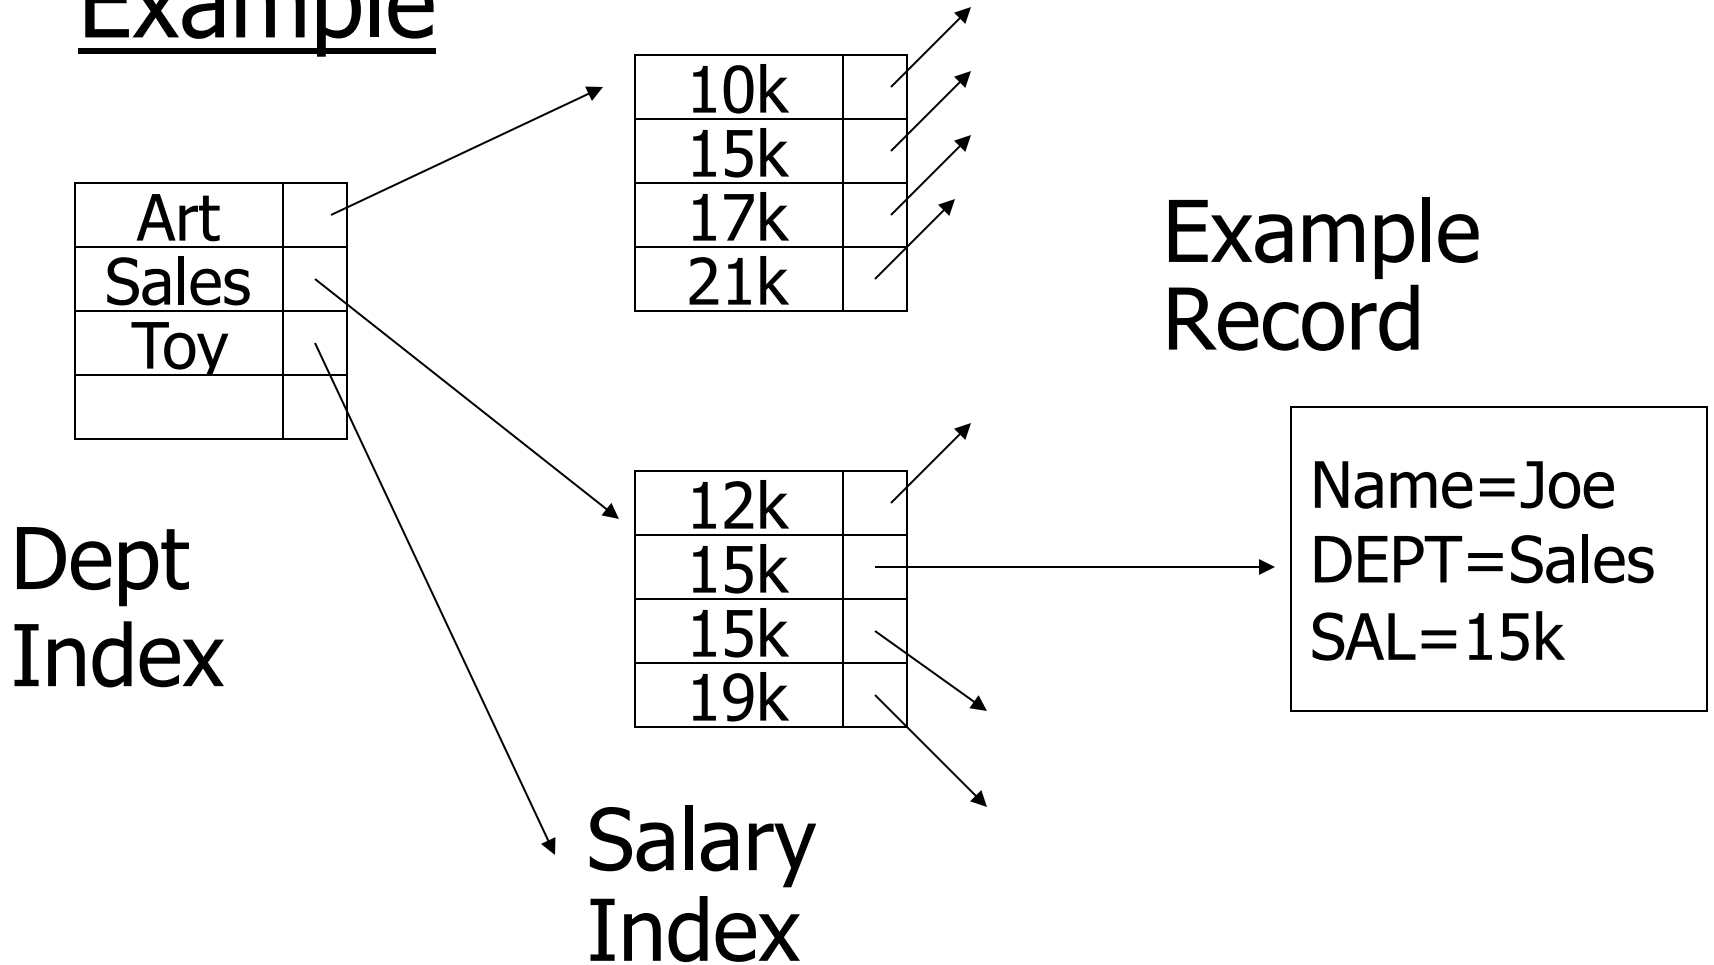 Example
10k
15k
17k
21k
Art
Sales
Toy
Example
Record
12k
15k
15k
19k
Name=Joe
DEPT=Sales
SAL=15k
Dept
Index
Salary
Index